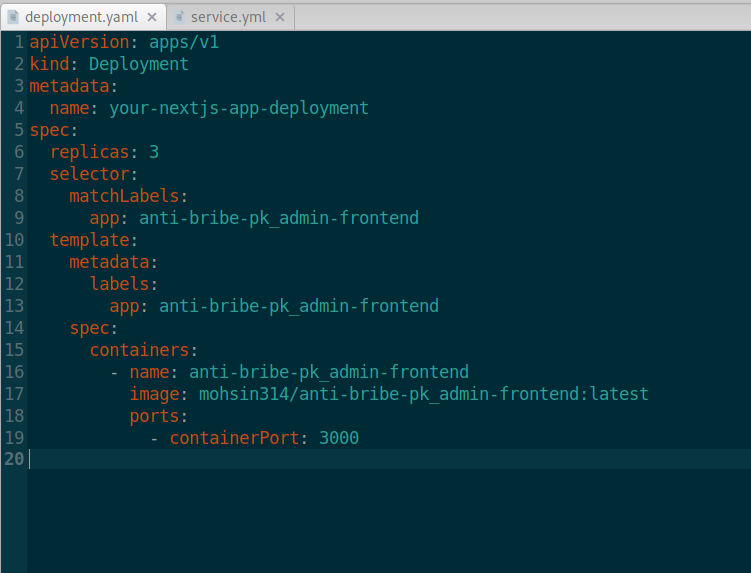 deployment.yaml service.yml
1 apiVersion: apps/v1
2 kind: Deployment
3 metadata:
4   name: your-nextjs-app-deployment
5 spec:
6   replicas: 3
7   selector:
8     matchLabels:
9       app: anti-bribe-pk_admin-frontend
10   template:
11     metadata:
12       labels:
13         app: anti-bribe-pk_admin-frontend
14     spec:
15       containers:
16         - name: anti-bribe-pk_admin-frontend
17           image: mohsin314/anti-bribe-pk_admin-frontend:latest
18           ports:
19             - containerPort: 3000
20